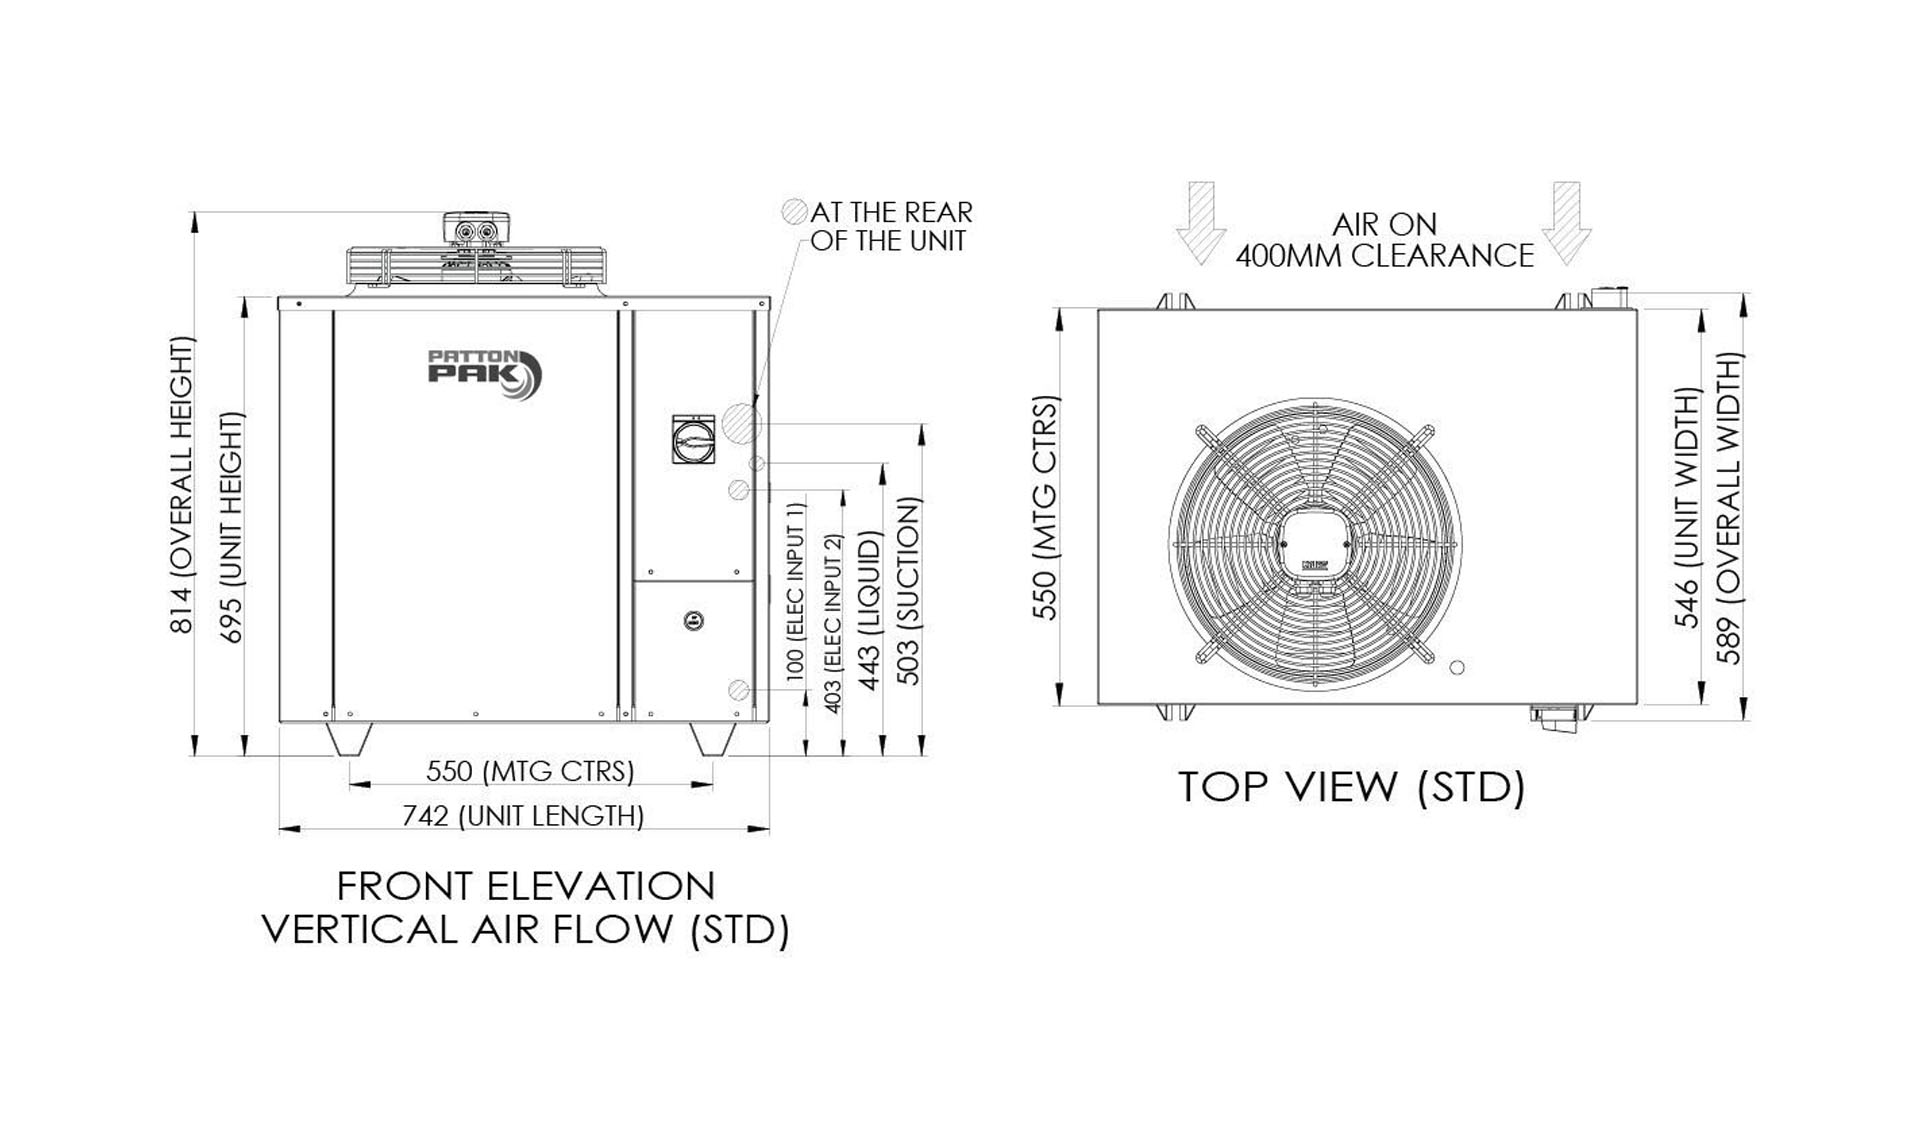 AT THE REAR
OF THE UNIT
814 (OVERALL HEIGHT)
695 (UNIT HEIGHT)
PATTON
PAK
100 (ELEC INPUT 1)
403 (ELEC INPUT 2)
443 (LIQUID)
503 (SUCTION)
550 (MTG CTRS)
742 (UNIT LENGTH)
FRONT ELEVATION
VERTICAL AIR FLOW (STD)
AIR ON
400MM CLEARANCE
550 (MTG CTRS)
546 (UNIT WIDTH)
589 (OVERALL WIDTH)
TOP VIEW (STD)